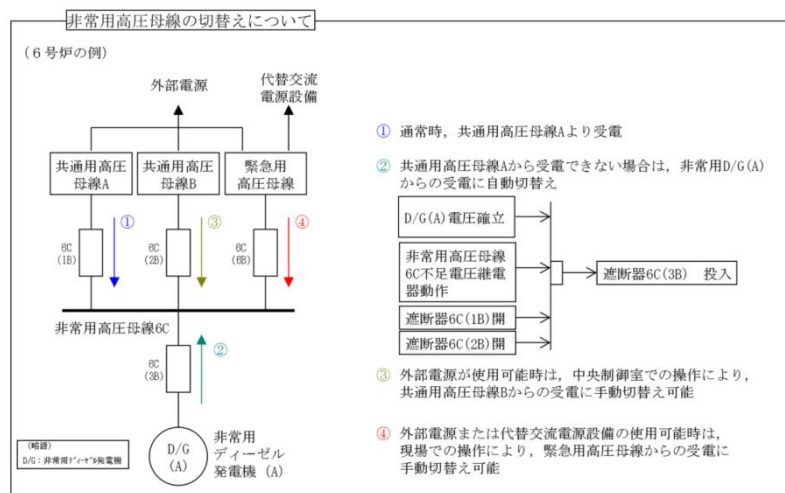 非常用高圧母線の切替えについて
(6号炉の例)
外部電源
代替交流
電源設備
共通用高圧
母線A
共通用高圧
母線B
緊急用
高圧母線
①
③
④
6C
(1B)
6C
(2B)
6C
(6B)
非常用高圧母線6C
6C
(3B)
②
D/G
(A)
非常用
ディーゼル
発電機(A)
(略語)
D/G:非常用ディーゼル発電機
① 通常時,共通用高圧母線Aより受電
② 共通用高圧母線Aから受電できない場合は,非常用D/G(A)
からの受電に自動切替え
D/G(A)電圧確立
非常用高圧母線
6C不足電圧継電
器動作
遮断器6C(1B)開
遮断器6C(2B)開
遮断器6C(3B) 投入
③ 外部電源が使用可能時は,中央制御室での操作により,
共通用高圧母線Bからの受電に手動切替え可能
④ 外部電源または代替交流電源設備の使用可能時は,
現場での操作により,緊急用高圧母線からの受電に
手動切替え可能